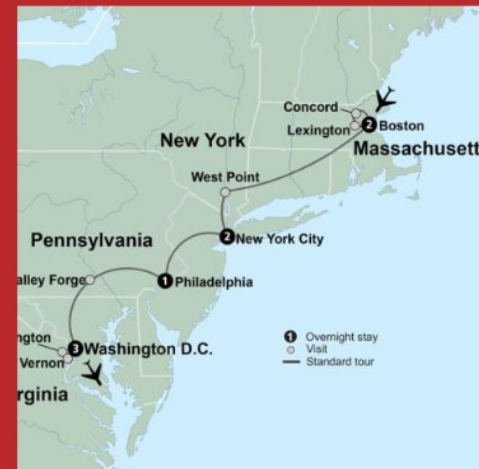 Concord
Lexington
2 Boston
Massachusett
New York
West Point
2 New York City
Pennsylvania
alley Forge
1 Philadelphia
ngton
3 Washington D.C.
Vernon
rginia
1 Overnight stay
Visit
Standard tour